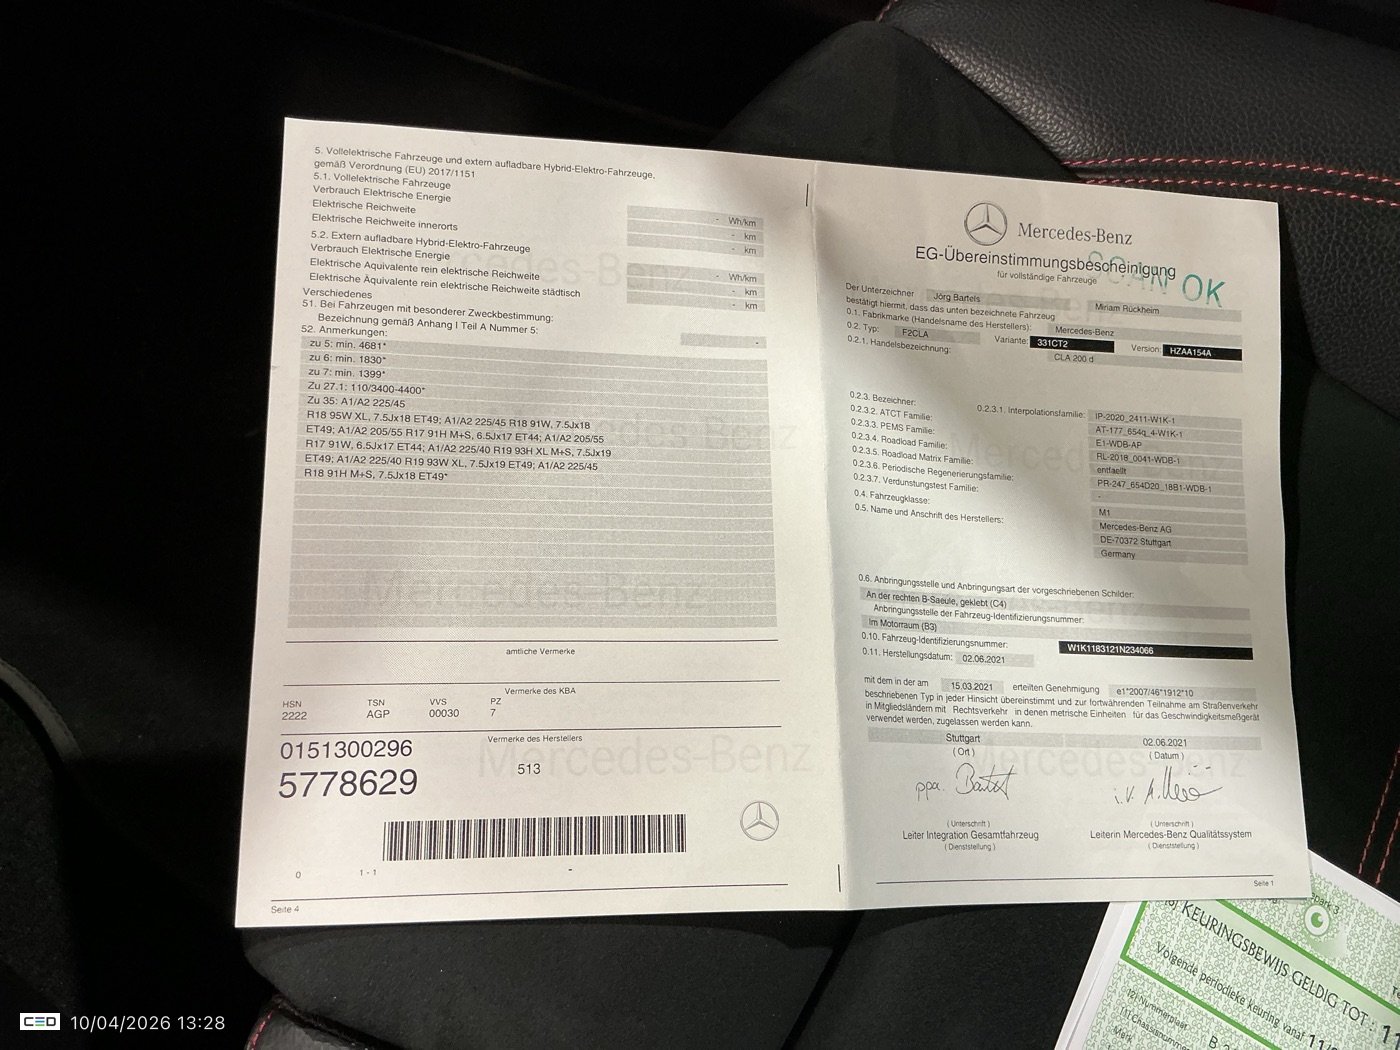 5. Vollelektrische Fahrzeuge und extern aufladbare Hybrid-Elektro-Fahrzeuge,
gemäß Verordnung (EU) 2017/1151
5.1. Vollelektrische Fahrzeuge
Verbrauch Elektrische Energie - Wh/km
Elektrische Reichweite - km
Elektrische Reichweite innerorts - km
5.2. Extern aufladbare Hybrid-Elektro-Fahrzeuge
Verbrauch Elektrische Energie - Wh/km
Elektrische Äquivalente rein elektrische Reichweite - km
Elektrische Äquivalente rein elektrische Reichweite städtisch - km
Verschiedenes
51. Bei Fahrzeugen mit besonderer Zweckbestimmung:
Bezeichnung gemäß Anhang I Teil A Nummer 5: -
52. Anmerkungen:
zu 5: min. 4681*
zu 6: min. 1830*
zu 7: min. 1399*
Zu 27.1: 110/3400-4400*
Zu 35: A1/A2 225/45
R18 95W XL, 7.5Jx18 ET49; A1/A2 225/45 R18 91W, 7.5Jx18
ET49; A1/A2 205/55 R17 91H M+S, 6.5Jx17 ET44; A1/A2 205/55
R17 91W, 6.5Jx17 ET44; A1/A2 225/40 R19 93H XL M+S, 7.5Jx19
ET49; A1/A2 225/40 R19 93W XL, 7.5Jx19 ET49; A1/A2 225/45
R18 91H M+S, 7.5Jx18 ET49*
amtliche Vermerke
Vermerke des KBA
HSN TSN VVS PZ
2222 AGP 00030 7
Vermerke des Herstellers
0151300296
5778629 513
0 1 - 1 -
Seite 4
Mercedes-Benz
EG-Übereinstimmungsbescheinigung
für vollständige Fahrzeuge
SCAN OK
Der Unterzeichner Jörg Bartels Miriam Rückheim
bestätigt hiermit, dass das unten bezeichnete Fahrzeug
0.1. Fabrikmarke (Handelsname des Herstellers): Mercedes-Benz
0.2. Typ: F2CLA Variante: 331CT2 Version: HZAA154A
0.2.1. Handelsbezeichnung: CLA 200 d
0.2.3. Bezeichner: 0.2.3.1. Interpolationsfamilie: IP-2020_2411-W1K-1
0.2.3.2. ATCT Familie: AT-177_654q_4-W1K-1
0.2.3.3. PEMS Familie: E1-WDB-AP
0.2.3.4. Roadload Familie: RL-2018_0041-WDB-1
0.2.3.5. Roadload Matrix Familie: entfaellt
0.2.3.6. Periodische Regenerierungsfamilie: PR-247_654D20_18B1-WDB-1
0.2.3.7. Verdunstungstest Familie: -
0.4. Fahrzeugklasse: M1
0.5. Name und Anschrift des Herstellers: Mercedes-Benz AG
DE-70372 Stuttgart
Germany
0.6. Anbringungsstelle und Anbringungsart der vorgeschriebenen Schilder:
An der rechten B-Saeule, geklebt (C4)
Anbringungsstelle der Fahrzeug-Identifizierungsnummer:
Im Motorraum (B3)
0.10. Fahrzeug-Identifizierungsnummer: W1K1183121N234066
0.11. Herstellungsdatum: 02.06.2021
mit dem in der am 15.03.2021 erteilten Genehmigung e1*2007/46*1912*10
beschriebenen Typ in jeder Hinsicht übereinstimmt und zur fortwährenden Teilnahme am Straßenverkehr
in Mitgliedsländern mit Rechtsverkehr in denen metrische Einheiten für das Geschwindigkeitsmeßgerät
verwendet werden, zugelassen werden kann.
Stuttgart 02.06.2021
( Ort ) ( Datum )
ppa.
i.V.
( Unterschrift ) ( Unterschrift )
Leiter Integration Gesamtfahrzeug Leiterin Mercedes-Benz Qualitätssystem
( Dienststellung ) ( Dienststellung )
Seite 1
KEURINGSBEWIJS GELDIG TOT : 11
Volgende periodieke keuring vanaf 11/
Nummerplaat
Chassisnummer
Merk
CED 10/04/2026 13:28